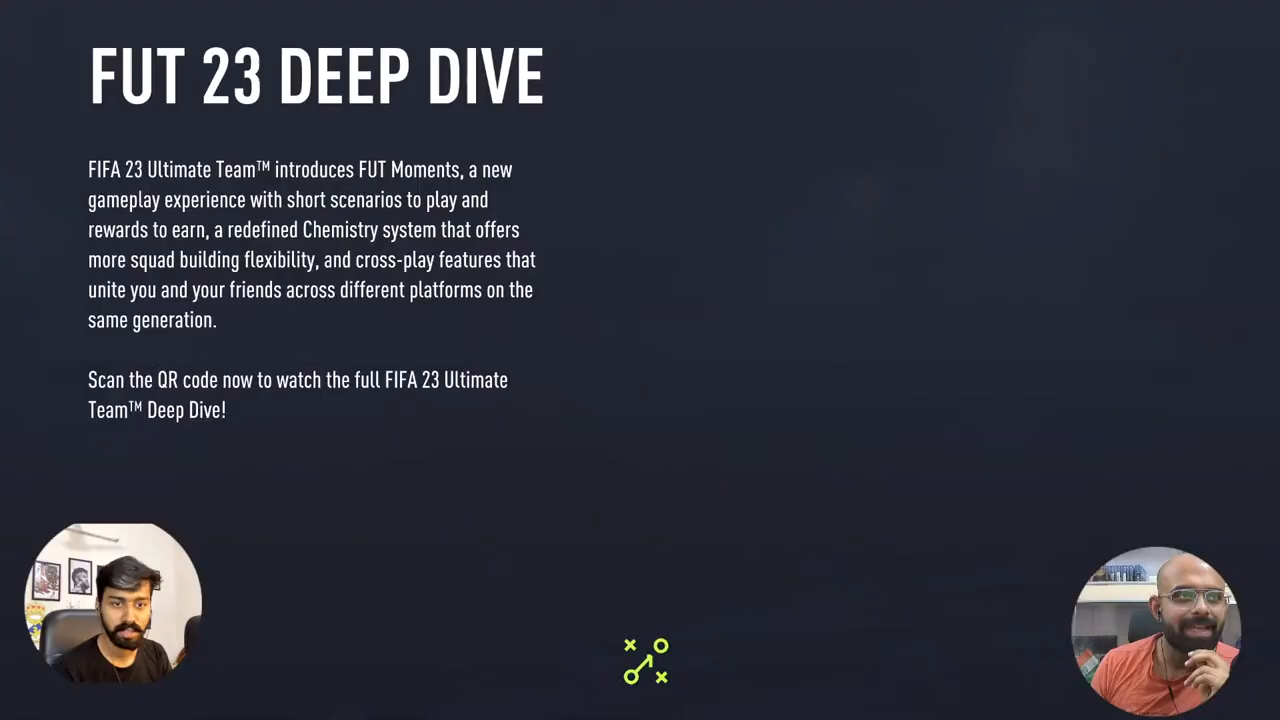 FUT 23 DEEP DIVE
FIFA 23 Ultimate Team™ introduces FUT Moments, a new
gameplay experience with short scenarios to play and
rewards to earn, a redefined Chemistry system that offers
more squad building flexibility, and cross-play features that
unite you and your friends across different platforms on the
same generation.
Scan the QR code now to watch the full FIFA 23 Ultimate
Team™ Deep Dive!